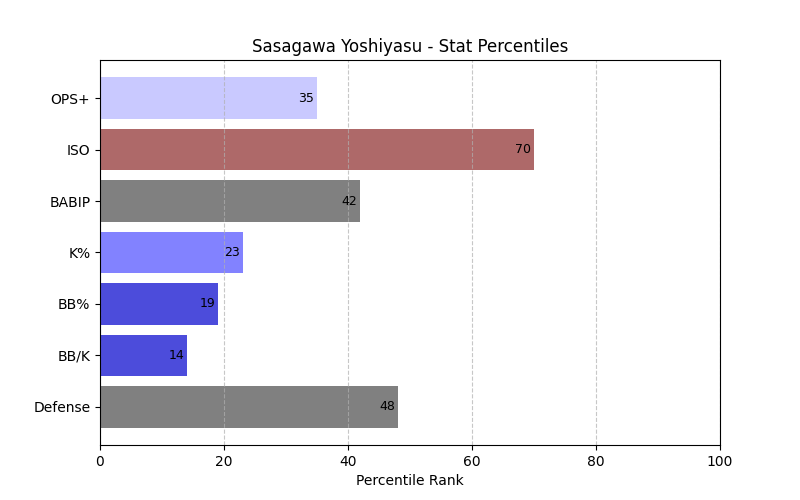 Sasagawa Yoshiyasu - Stat Percentiles
OPS+ 35
ISO 70
BABIP 42
K% 23
BB% 19
BB/K 14
Defense 48
0 20 40 60 80 100
Percentile Rank